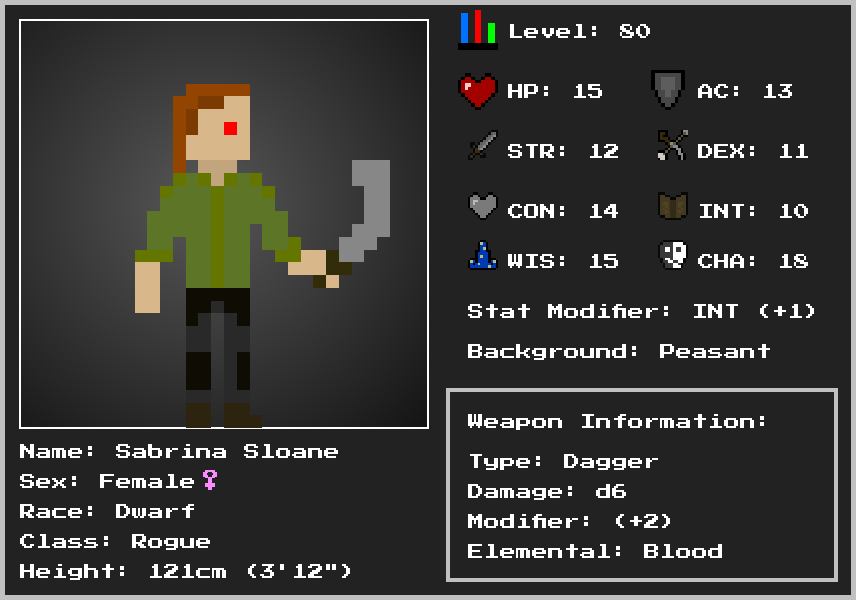 Level: 80
HP: 15
AC: 13
STR: 12
DEX: 11
CON: 14
INT: 10
WIS: 15
CHA: 18
Stat Modifier: INT (+1)
Background: Peasant
Name: Sabrina Sloane
Sex: Female♀
Race: Dwarf
Class: Rogue
Height: 121cm (3'12")
Weapon Information:
Type: Dagger
Damage: d6
Modifier: (+2)
Elemental: Blood